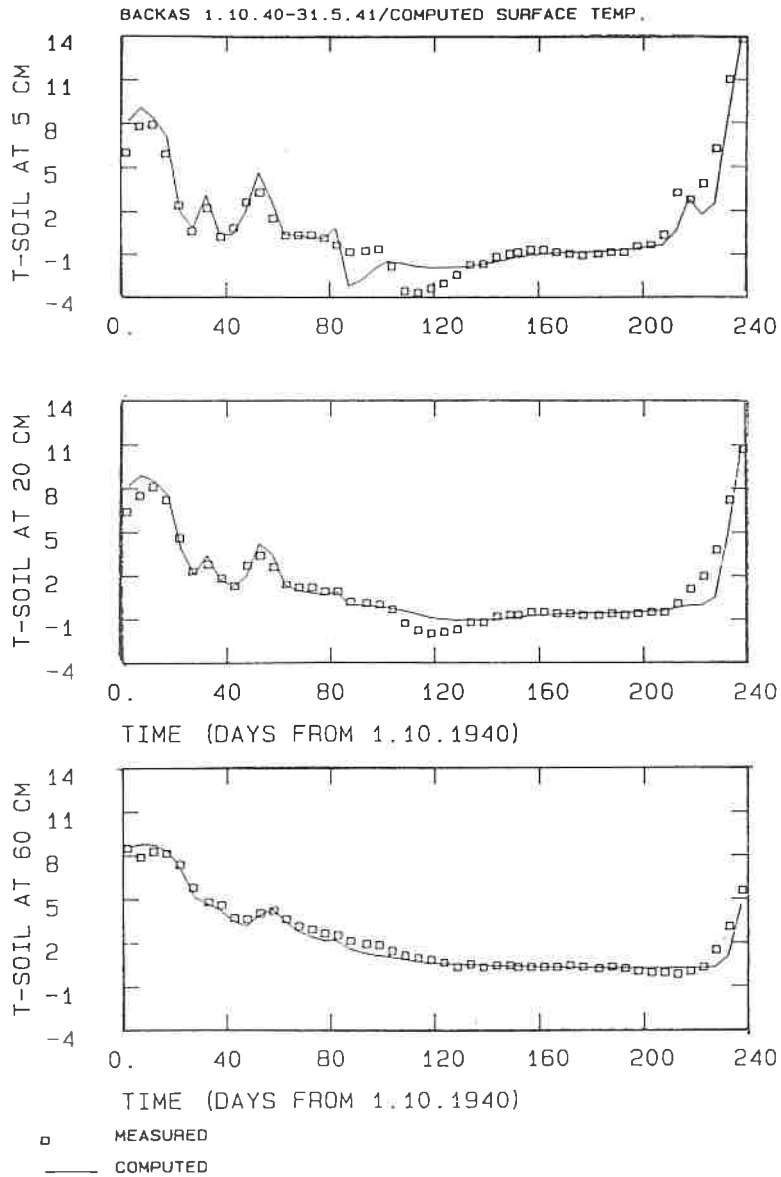 BACKAS 1.10.40-31.5.41/COMPUTED SURFACE TEMP.
T-SOIL AT 5 CM
14
11
8
5
2
-1
-4
0. 40 80 120 160 200 240
T-SOIL AT 20 CM
14
11
8
5
2
-1
-4
0. 40 80 120 160 200 240
TIME (DAYS FROM 1.10.1940)
T-SOIL AT 60 CM
14
11
8
5
2
-1
-4
0. 40 80 120 160 200 240
TIME (DAYS FROM 1.10.1940)
MEASURED
COMPUTED